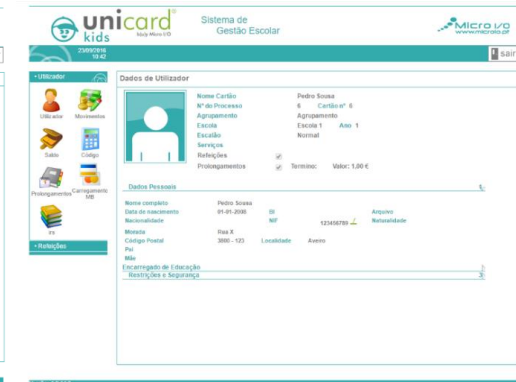 unicard
kids
body Micro I/O
Sistema de
Gestão Escolar
Micro I/O
www.microio.pt
23/09/2016
10:42
sair
• Utilizador
Dados de Utilizador
Utilizador Movimentos
Saldo Código
Prolongamentos Carregamento MB
irs
• Refeições
Nome Cartão Pedro Sousa
Nº do Processo 6 Cartão nº 6
Agrupamento Agrupamento
Escola Escola 1 Ano 1
Escalão Normal
Serviços
Refeições
Prolongamentos Termino: Valor: 1,00 €
Dados Pessoais
Nome completo Pedro Sousa
Data de nascimento 01-01-2008 BI Arquivo
Nacionalidade NIF 123456789 Naturalidade
Morada Rua X
Código Postal 3800 - 123 Localidade Aveiro
Pai
Mãe
Encarregado de Educação
Restrições e Segurança